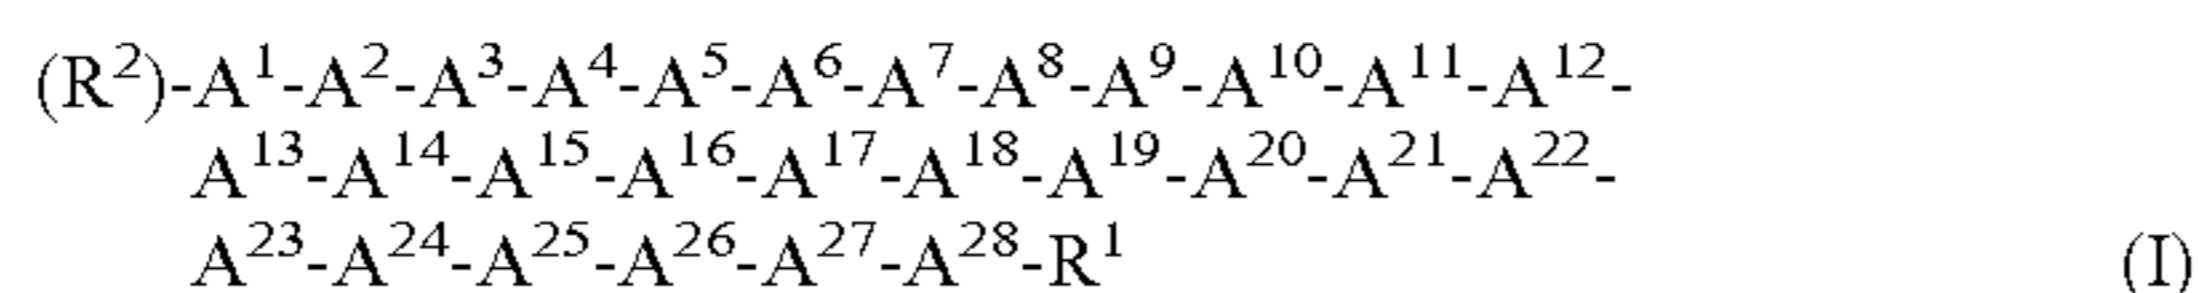 (R²)-A¹-A²-A³-A⁴-A⁵-A⁶-A⁷-A⁸-A⁹-A¹⁰-A¹¹-A¹²-
A¹³-A¹⁴-A¹⁵-A¹⁶-A¹⁷-A¹⁸-A¹⁹-A²⁰-A²¹-A²²-
A²³-A²⁴-A²⁵-A²⁶-A²⁷-A²⁸-R¹ (I)